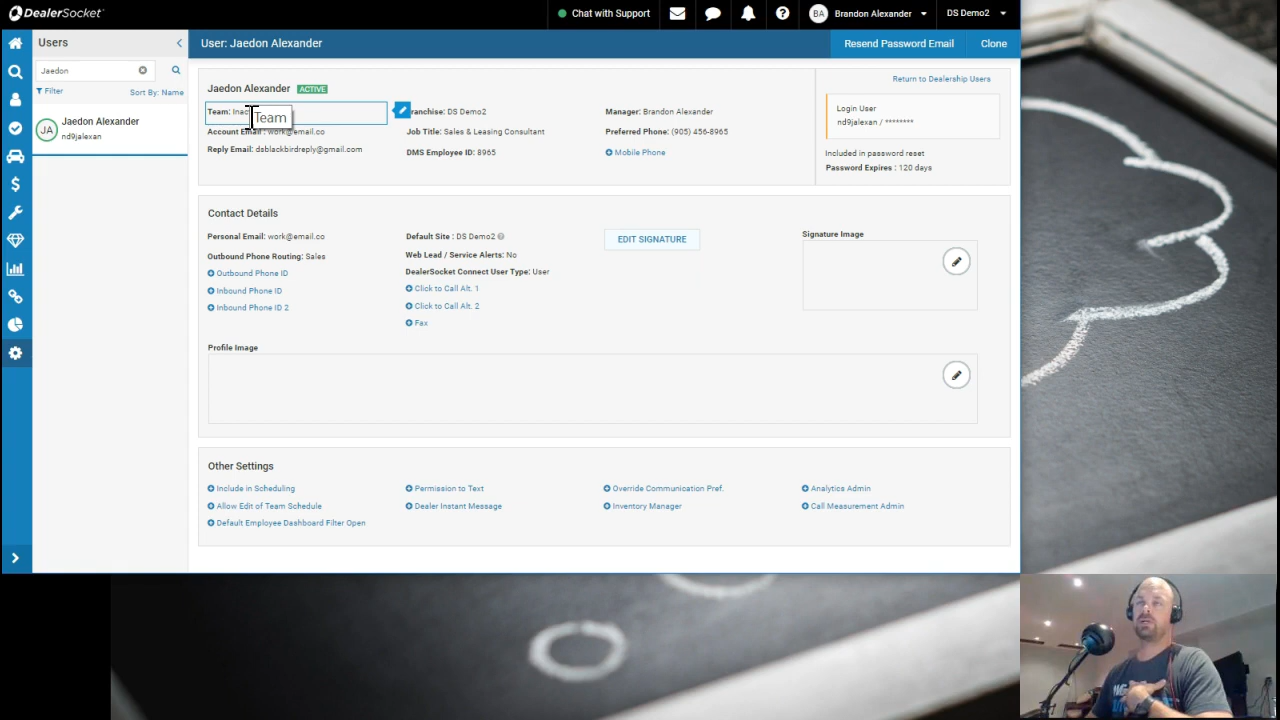 DealerSocket
Chat with Support
BA Brandon Alexander
DS Demo2
Users
User: Jaedon Alexander
Resend Password Email
Clone
Jaedon
Filter
Sort By: Name
JA
Jaedon Alexander
nd9jalexan
Jaedon Alexander ACTIVE
Return to Dealership Users
Team:
Team
ranchise: DS Demo2
Manager: Brandon Alexander
Account Email: work@email.co
Job Title: Sales & Leasing Consultant
Preferred Phone: (905) 456-8965
Reply Email: dsblackbirdreply@gmail.com
DMS Employee ID: 8965
Mobile Phone
Login User
nd9jalexan / ********
Included in password reset
Password Expires : 120 days
Contact Details
Personal Email: work@email.co
Outbound Phone Routing: Sales
Outbound Phone ID
Inbound Phone ID
Inbound Phone ID 2
Default Site : DS Demo2
Web Lead / Service Alerts: No
DealerSocket Connect User Type: User
Click to Call Alt. 1
Click to Call Alt. 2
Fax
EDIT SIGNATURE
Signature Image
Profile Image
Other Settings
Include in Scheduling
Permission to Text
Override Communication Pref.
Analytics Admin
Allow Edit of Team Schedule
Dealer Instant Message
Inventory Manager
Call Measurement Admin
Default Employee Dashboard Filter Open